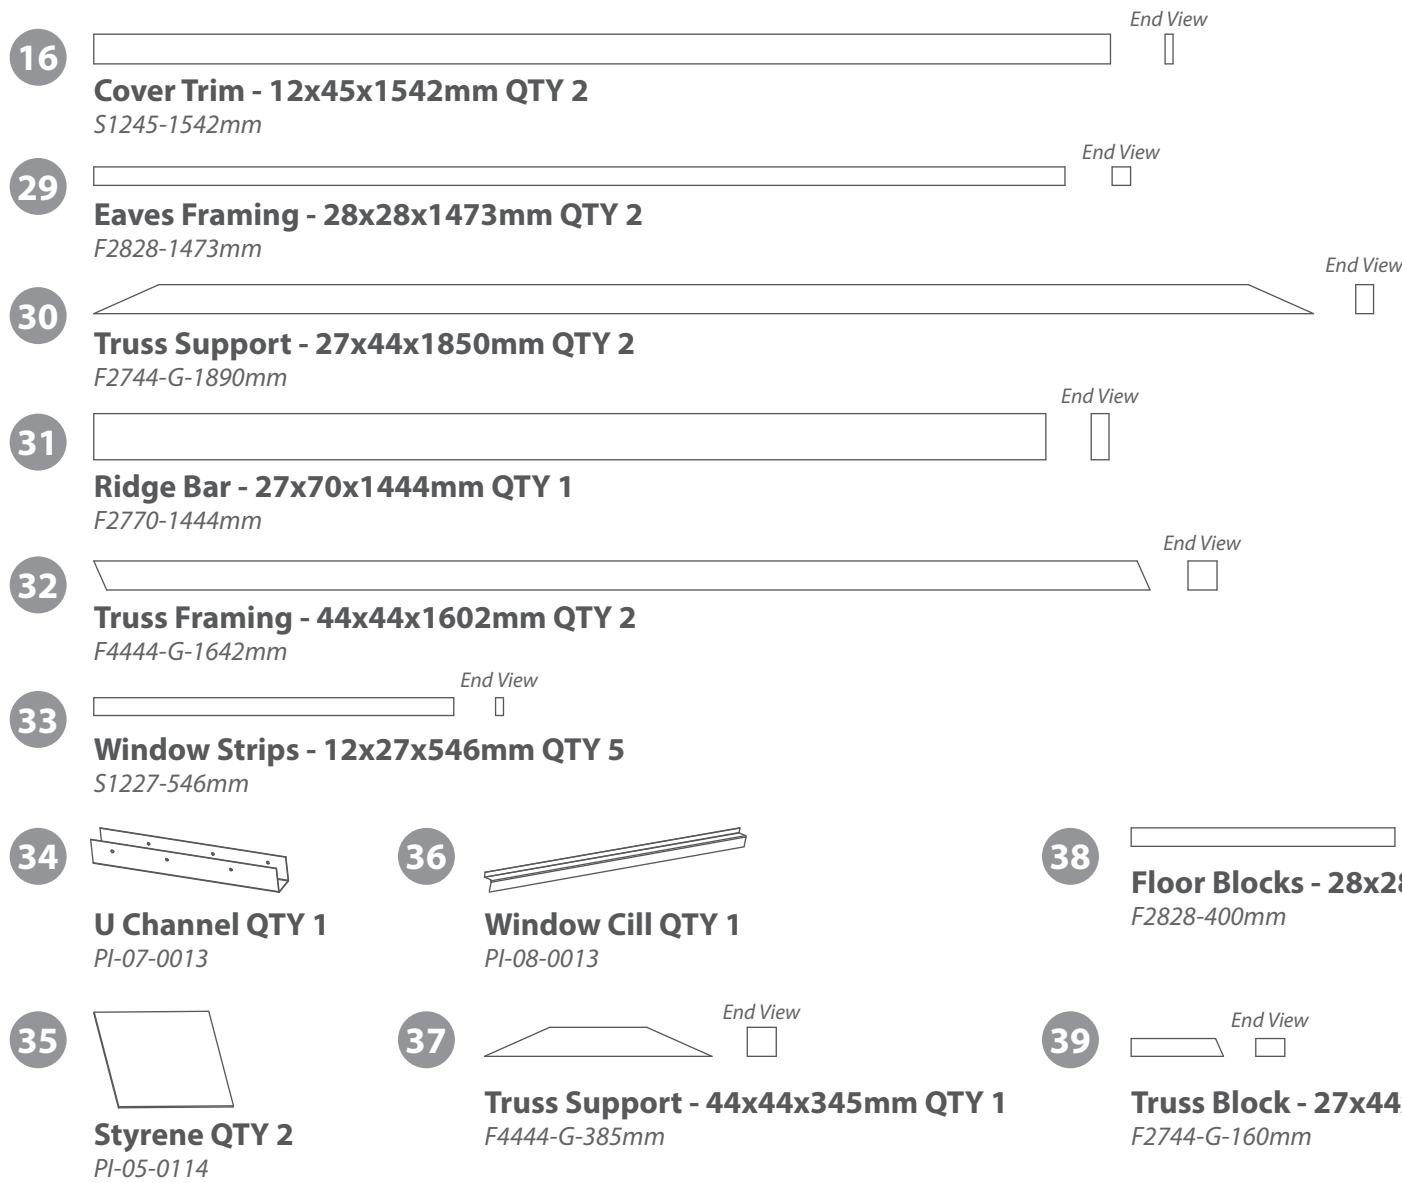 16
End View
Cover Trim - 12x45x1542mm QTY 2
S1245-1542mm
29
End View
Eaves Framing - 28x28x1473mm QTY 2
F2828-1473mm
30
End View
Truss Support - 27x44x1850mm QTY 2
F2744-G-1890mm
31
End View
Ridge Bar - 27x70x1444mm QTY 1
F2770-1444mm
32
End View
Truss Framing - 44x44x1602mm QTY 2
F4444-G-1642mm
33
End View
Window Strips - 12x27x546mm QTY 5
S1227-546mm
34
U Channel QTY 1
PI-07-0013
36
Window Cill QTY 1
PI-08-0013
38
Floor Blocks -
F2828-400mm
35
Styrene QTY 2
PI-05-0114
37
End View
Truss Support - 44x44x345mm QTY 1
F4444-G-385mm
39
End View
Truss Block -
F2744-G-160mm